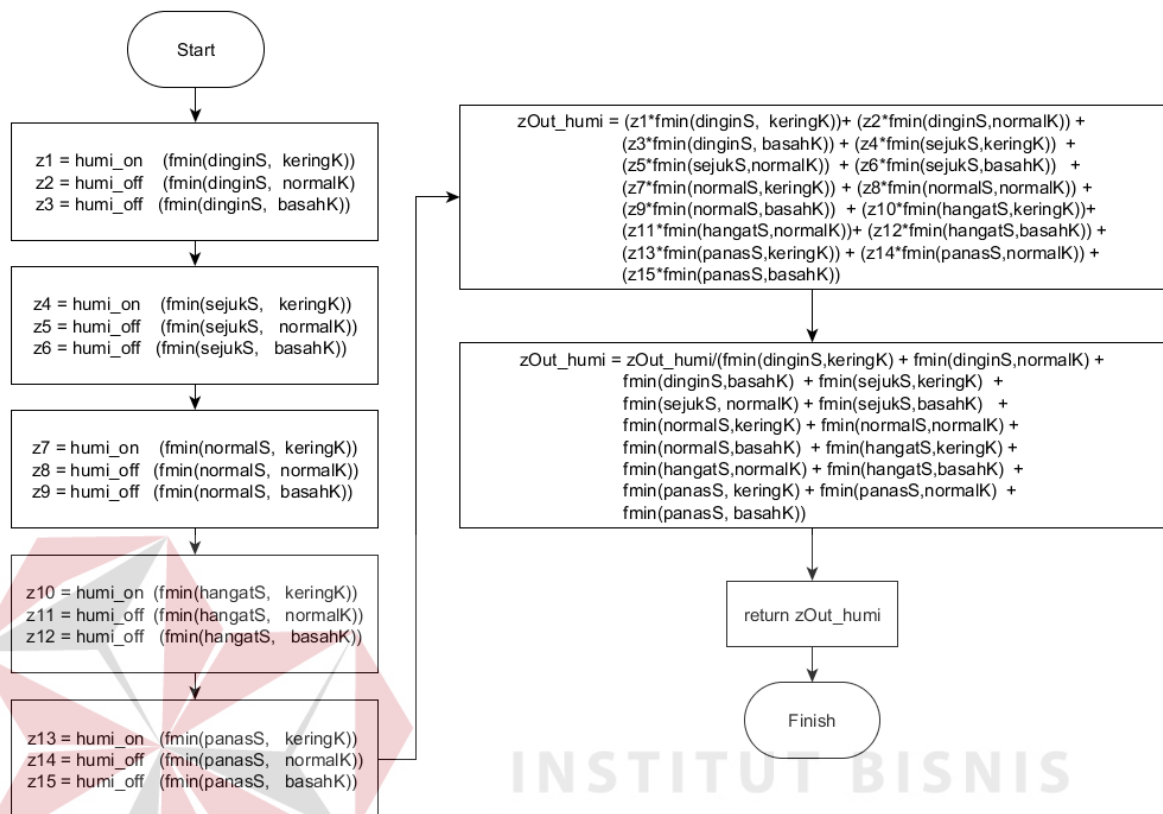 Start
z1 = humi_on (fmin(dinginS, keringK))
z2 = humi_off (fmin(dinginS, normalK)
z3 = humi_off (fmin(dinginS, basahK))
z4 = humi_on (fmin(sejukS, keringK))
z5 = humi_off (fmin(sejukS, normalK))
z6 = humi_off (fmin(sejukS, basahK))
z7 = humi_on (fmin(normalS, keringK))
z8 = humi_off (fmin(normalS, normalK))
z9 = humi_off (fmin(normalS, basahK))
z10 = humi_on (fmin(hangatS, keringK))
z11 = humi_off (fmin(hangatS, normalK))
z12 = humi_off (fmin(hangatS, basahK))
z13 = humi_on (fmin(panasS, keringK))
z14 = humi_off (fmin(panasS, normalK))
z15 = humi_off (fmin(panasS, basahK))
zOut_humi = (z1*fmin(dinginS, keringK))+ (z2*fmin(dinginS,normalK)) +
(z3*fmin(dinginS, basahK)) + (z4*fmin(sejukS,keringK)) +
(z5*fmin(sejukS,normalK)) + (z6*fmin(sejukS,basahK)) +
(z7*fmin(normalS,keringK)) + (z8*fmin(normalS,normalK)) +
(z9*fmin(normalS,basahK)) + (z10*fmin(hangatS,keringK))+
(z11*fmin(hangatS,normalK))+ (z12*fmin(hangatS,basahK)) +
(z13*fmin(panasS,keringK)) + (z14*fmin(panasS,normalK)) +
(z15*fmin(panasS,basahK))
zOut_humi = zOut_humi/(fmin(dinginS,keringK) + fmin(dinginS,normalK) +
fmin(dinginS,basahK) + fmin(sejukS,keringK) +
fmin(sejukS, normalK) + fmin(sejukS,basahK) +
fmin(normalS,keringK) + fmin(normalS,normalK) +
fmin(normalS,basahK) + fmin(hangatS,keringK) +
fmin(hangatS,normalK) + fmin(hangatS,basahK) +
fmin(panasS, keringK) + fmin(panasS,normalK) +
fmin(panasS, basahK))
return zOut_humi
Finish
INSTITUT BISNIS